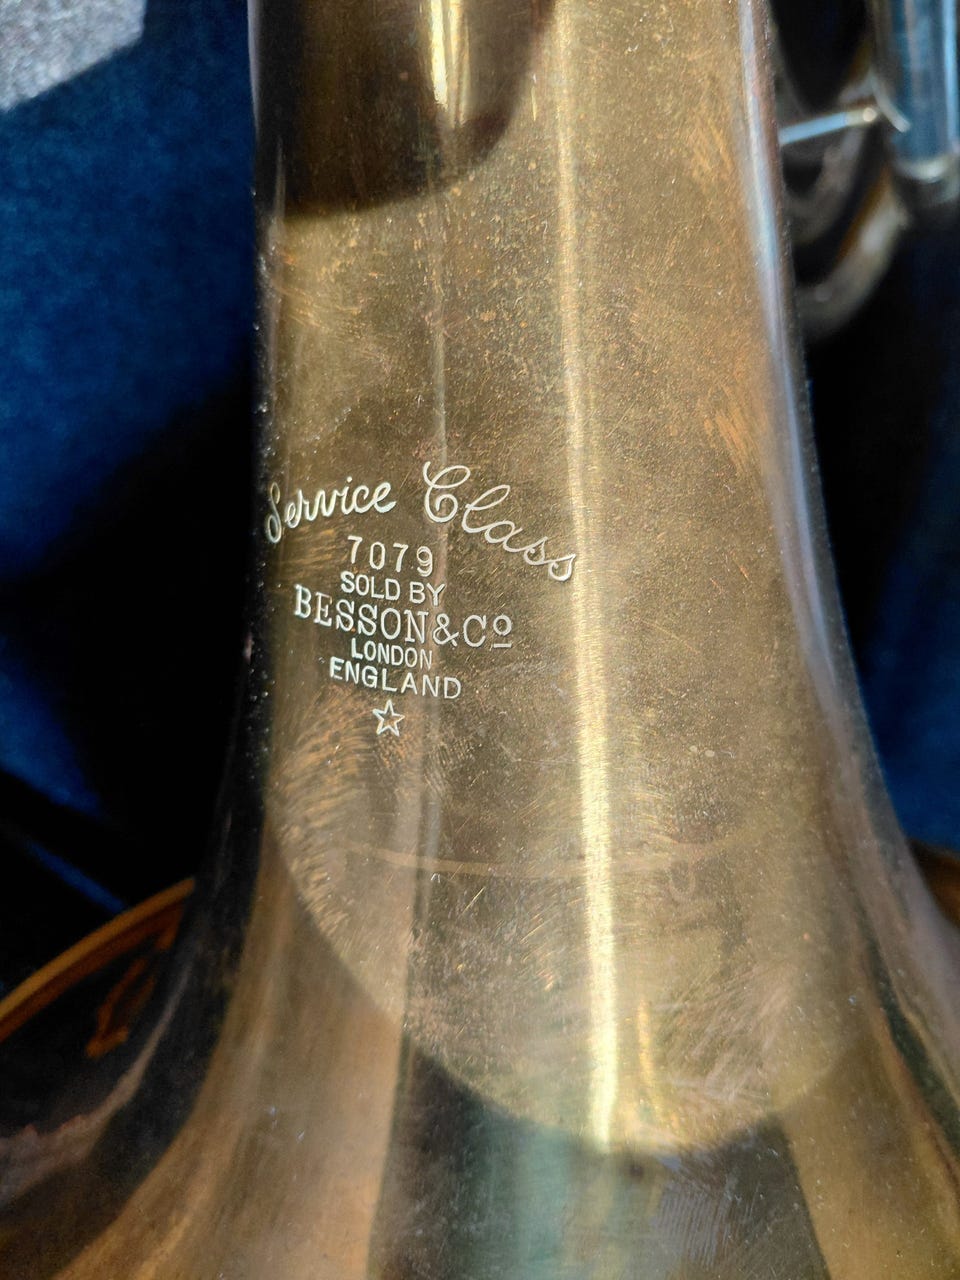 Service Class
7079
SOLD BY
BESSON & Cº
LONDON
ENGLAND